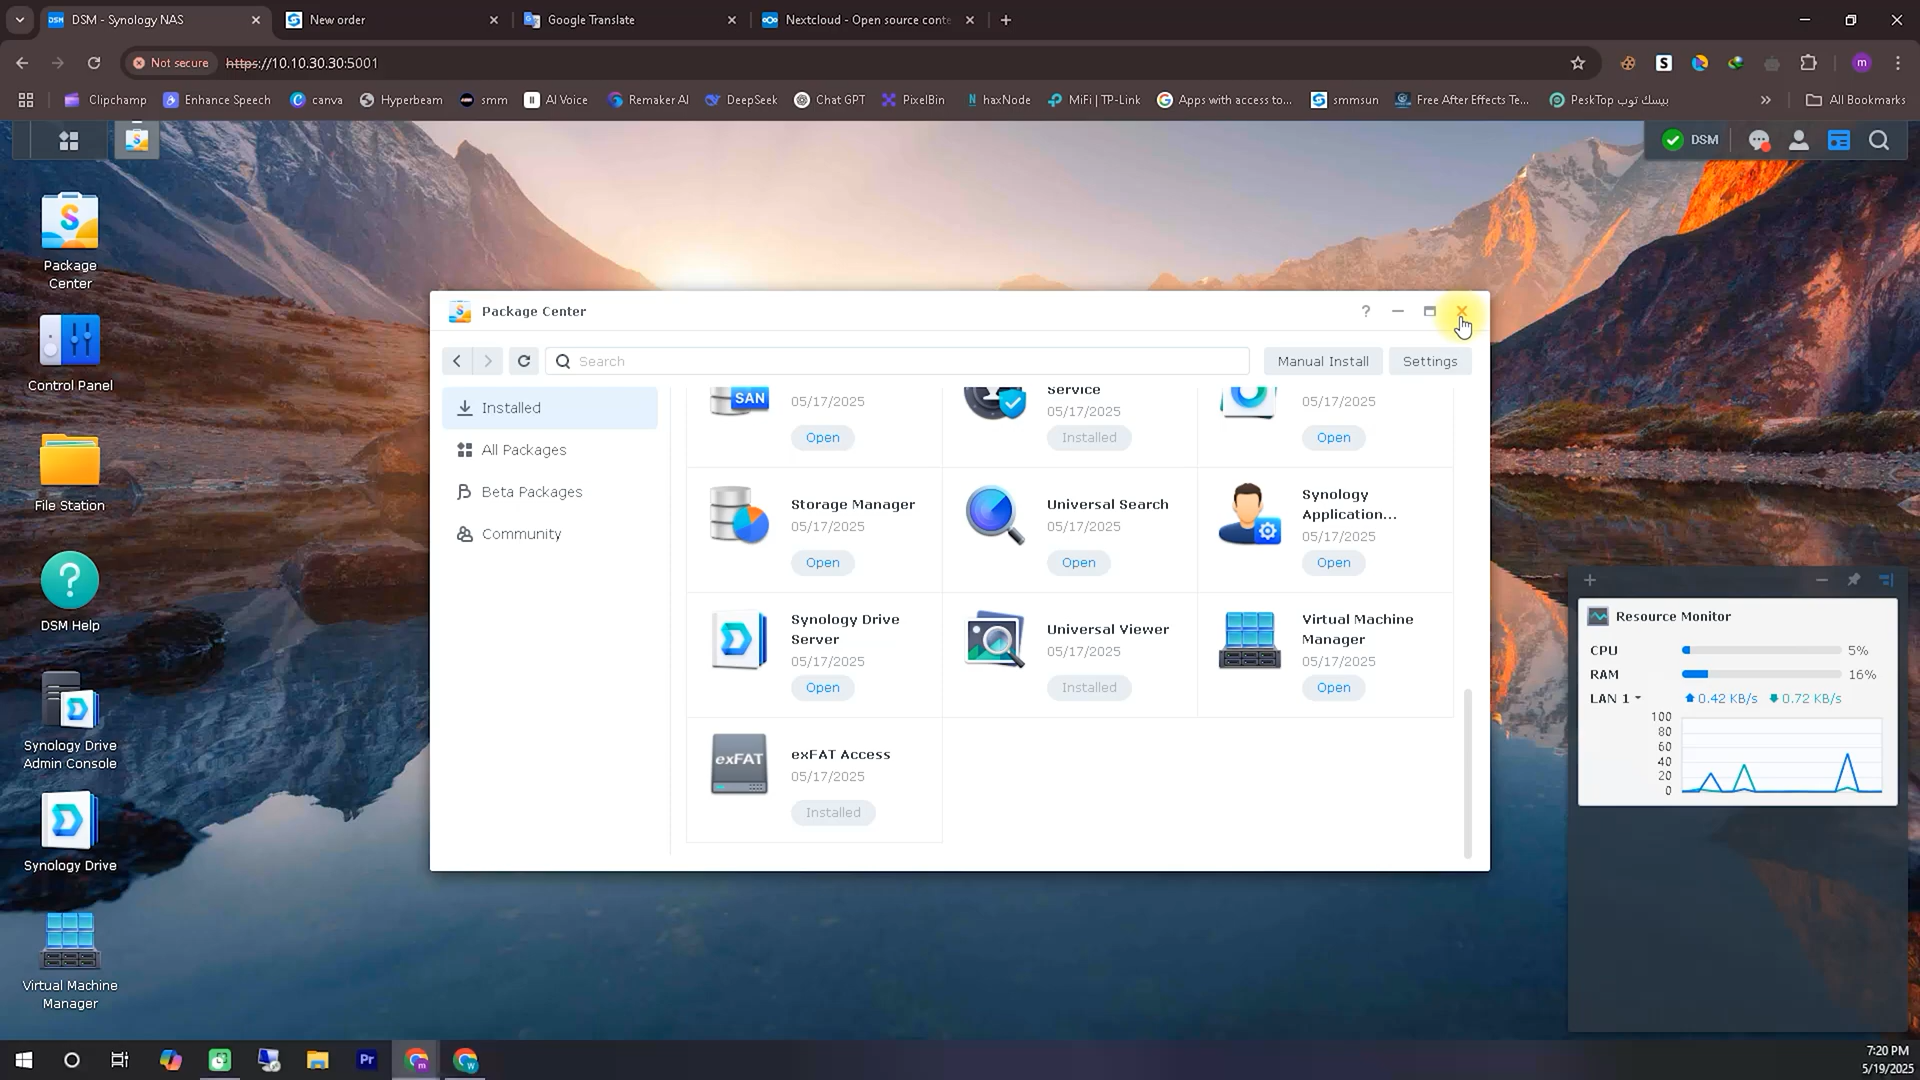 DSM - Synology NAS
New order
Google Translate
Nextcloud - Open source conte
Not secure
https://10.10.30.30:5001
Clipchamp
Enhance Speech
canva
Hyperbeam
smm
AI Voice
Remaker AI
DeepSeek
Chat GPT
PixelBin
haxNode
MiFi | TP-Link
Apps with access to...
smmsun
Free After Effects Te...
PeskTop بيسك توب
All Bookmarks
DSM
Package
Center
Control Panel
File Station
DSM Help
Synology Drive
Admin Console
Synology Drive
Virtual Machine
Manager
Package Center
Search
Manual Install
Settings
Installed
All Packages
Beta Packages
Community
SAN
05/17/2025
Open
Service
05/17/2025
Installed
05/17/2025
Open
Storage Manager
05/17/2025
Open
Universal Search
05/17/2025
Open
Synology
Application...
05/17/2025
Open
Synology Drive
Server
05/17/2025
Open
Universal Viewer
05/17/2025
Installed
Virtual Machine
Manager
05/17/2025
Open
exFAT
exFAT Access
05/17/2025
Installed
Resource Monitor
CPU 5%
RAM 16%
LAN 1 0.42 KB/s 0.72 KB/s
100
80
60
40
20
0
Pr
7:20 PM
5/19/2025